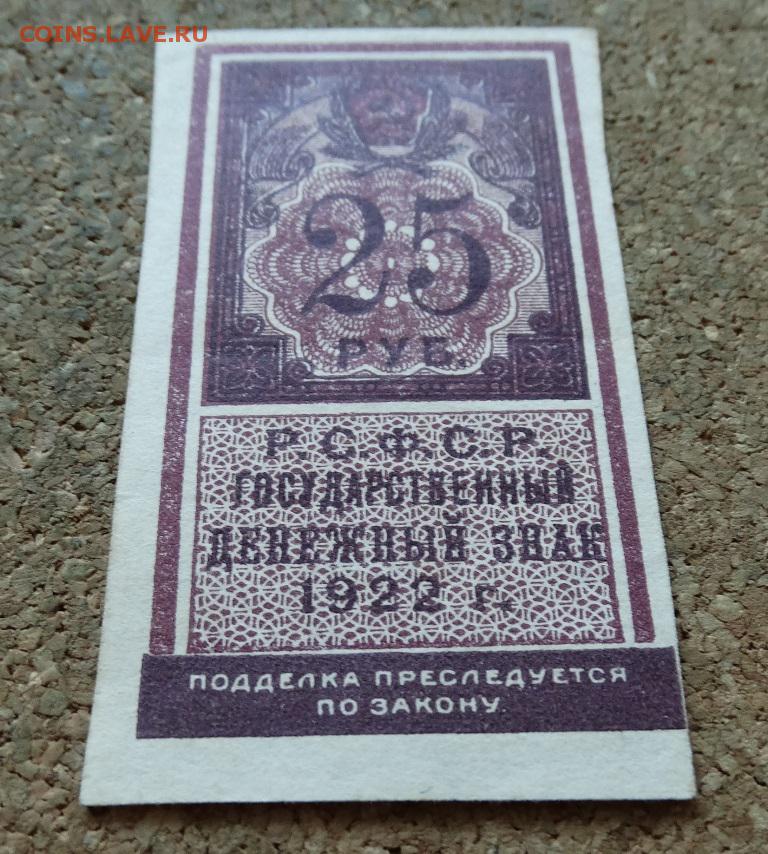 COINS.LAVE.RU
25
РУБ.
Р.С.Ф.С.Р.
ГОСУДАРСТВЕННЫЙ
ДЕНЕЖНЫЙ ЗНАК
1922 г.
ПОДДЕЛКА ПРЕСЛЕДУЕТСЯ
ПО ЗАКОНУ.